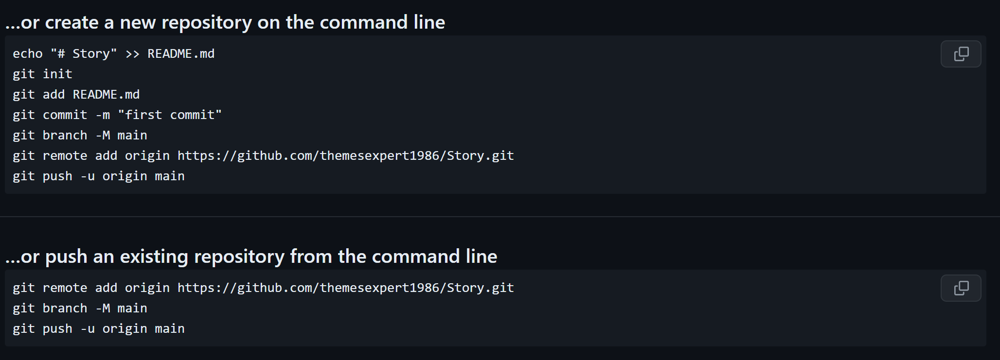 ...or create a new repository on the command line
echo "# Story" >> README.md
git init
git add README.md
git commit -m "first commit"
git branch -M main
git remote add origin https://github.com/themesexpert1986/Story.git
git push -u origin main
...or push an existing repository from the command line
git remote add origin https://github.com/themesexpert1986/Story.git
git branch -M main
git push -u origin main